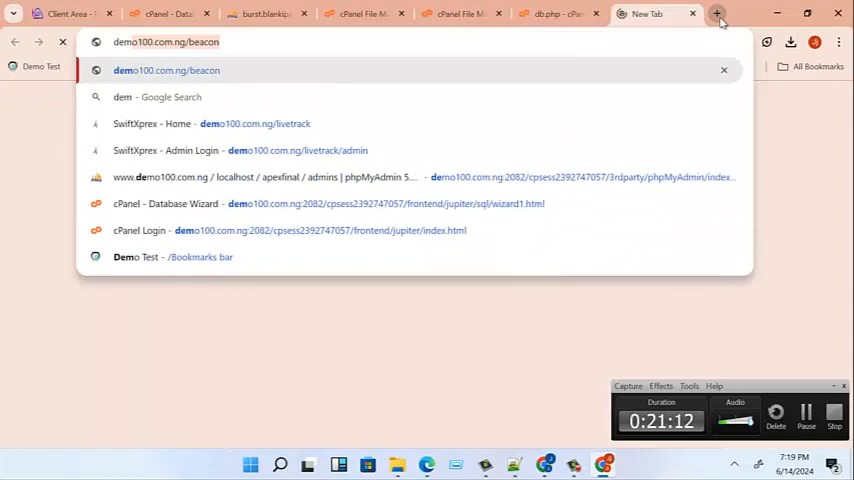 Client Area -
cPanel - Data
burst.blankip
cPanel File M
cPanel File M
db.php - cPan
New Tab
demo100.com.ng/beacon
Demo Test
All Bookmarks
demo100.com.ng/beacon
dem - Google Search
SwiftXprex - Home - demo100.com.ng/livetrack
SwiftXprex - Admin Login - demo100.com.ng/livetrack/admin
www.demo100.com.ng / localhost / apexfinal / admins | phpMyAdmin 5.... - demo100.com.ng:2082/cpsess2392747057/3rdparty/phpMyAdmin/index...
cPanel - Database Wizard - demo100.com.ng:2082/cpsess2392747057/frontend/jupiter/sql/wizard1.html
cPanel Login - demo100.com.ng:2082/cpsess2392747057/frontend/jupiter/index.html
Demo Test - /Bookmarks bar
Capture Effects Tools Help
Duration
Audio
0:21:12
Delete Pause Stop
7:19 PM
6/14/2024